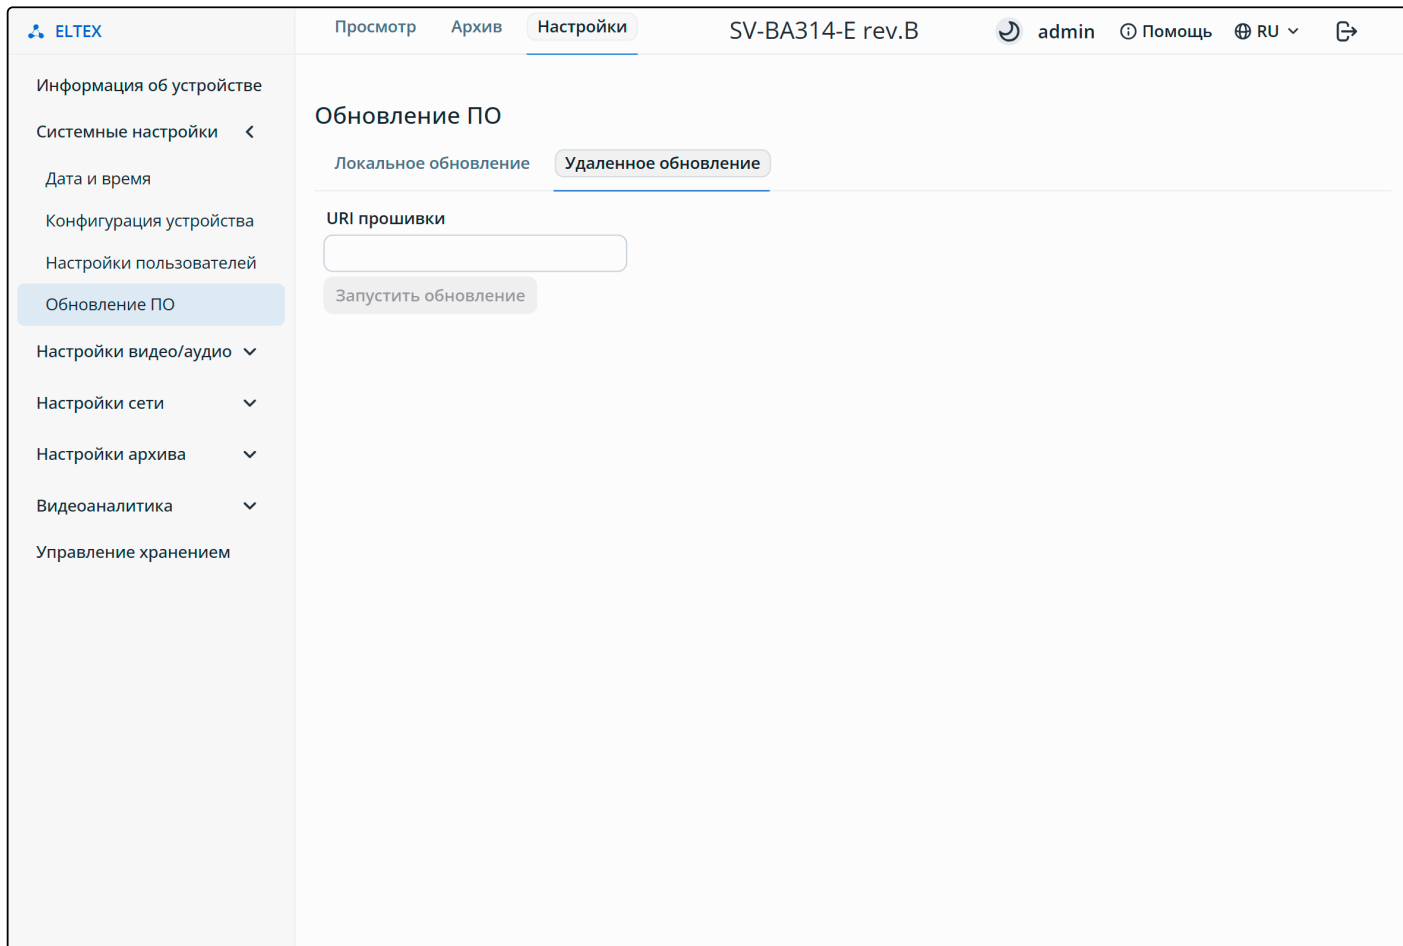 ELTEX
Просмотр Архив Настройки SV-BA314-E rev.B admin Помощь RU
Информация об устройстве
Системные настройки
Дата и время
Конфигурация устройства
Настройки пользователей
Обновление ПО
Настройки видео/аудио
Настройки сети
Настройки архива
Видеоаналитика
Управление хранением
Обновление ПО
Локальное обновление Удаленное обновление
URI прошивки
Запустить обновление